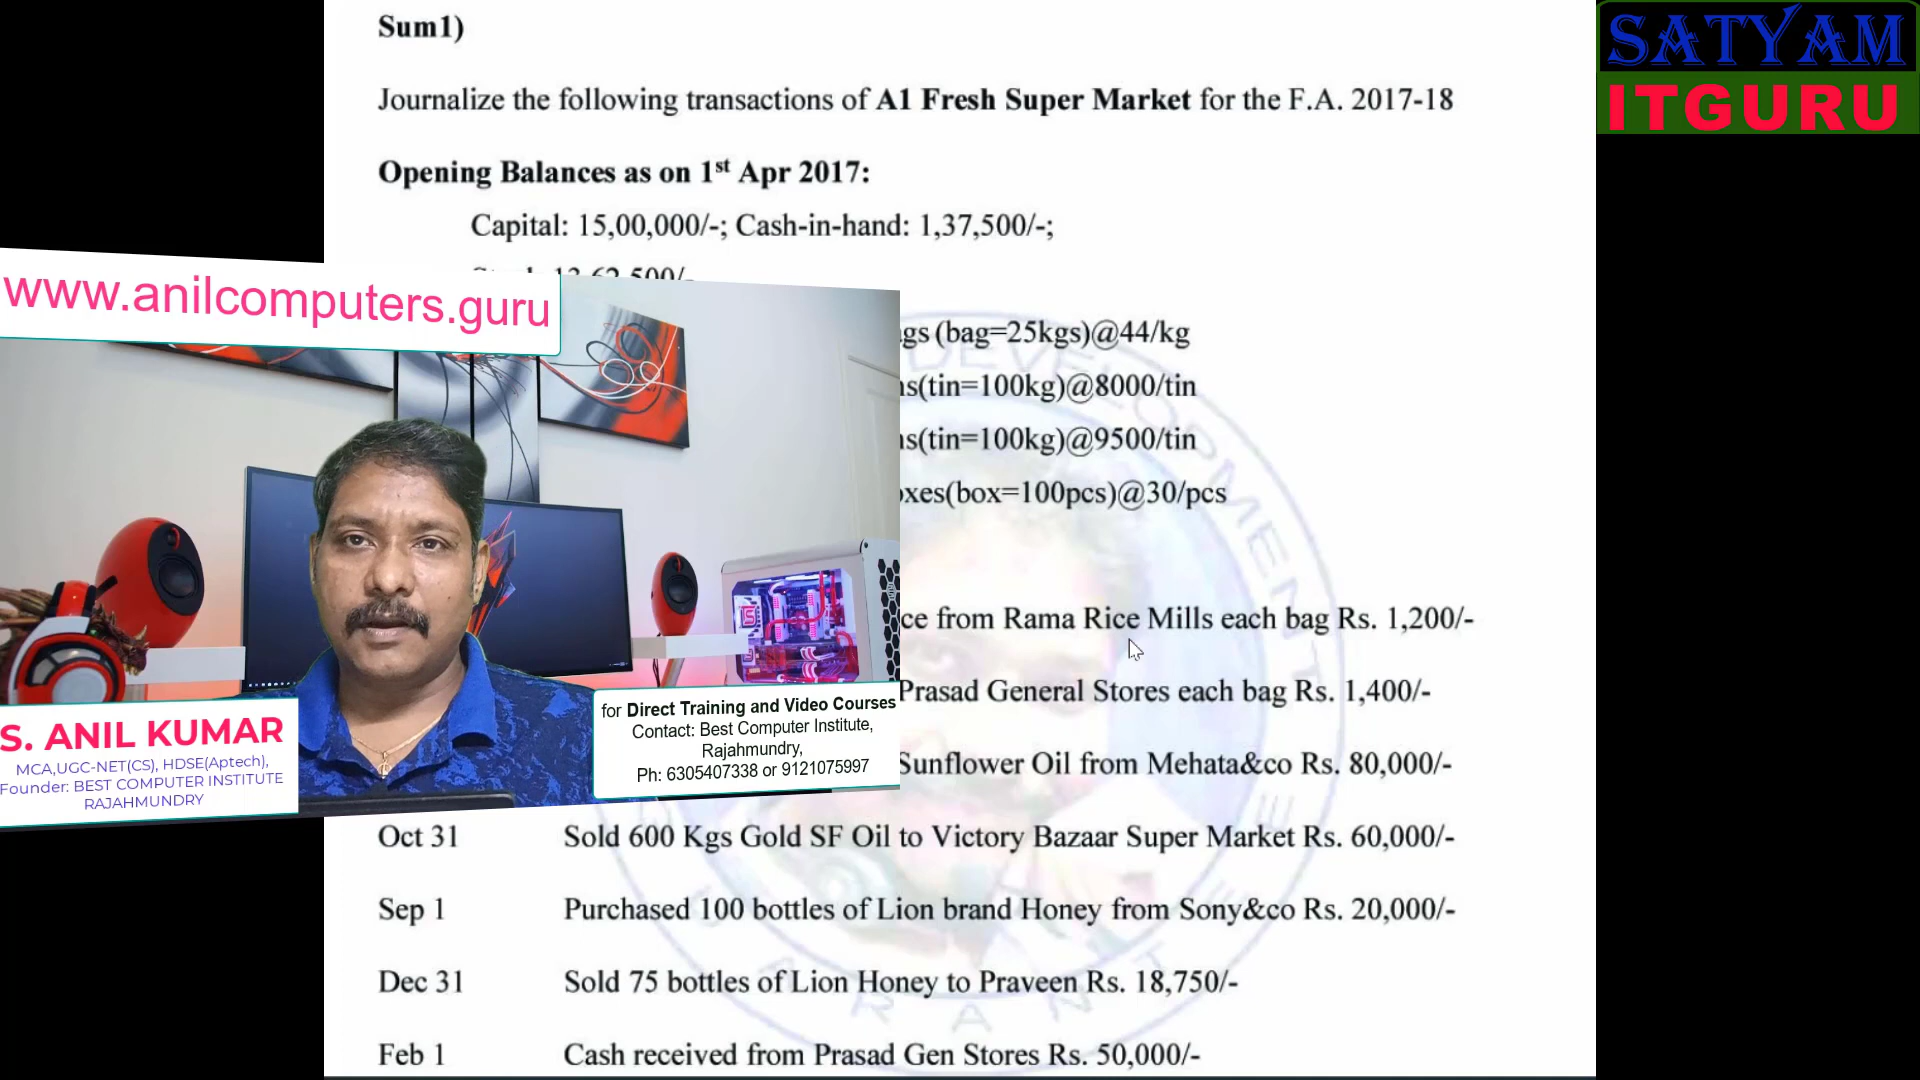 Sum1)
SATYAM
ITGURU
Journalize the following transactions of A1 Fresh Super Market for the F.A. 2017-18
Opening Balances as on 1st Apr 2017:
Capital: 15,00,000/-; Cash-in-hand: 1,37,500/-;
www.anilcomputers.guru
(bag=25kgs)@44/kg
(tin=100kg)@8000/tin
(tin=100kg)@9500/tin
(box=100pcs)@30/pcs
from Rama Rice Mills each bag Rs. 1,200/-
Prasad General Stores each bag Rs. 1,400/-
Sunflower Oil from Mehata&co Rs. 80,000/-
S. ANIL KUMAR
MCA,UGC-NET(CS), HDSE(Aptech),
Founder: BEST COMPUTER INSTITUTE
RAJAHMUNDRY
for Direct Training and Video Courses
Contact: Best Computer Institute,
Rajahmundry,
Ph: 6305407338 or 9121075997
Oct 31 Sold 600 Kgs Gold SF Oil to Victory Bazaar Super Market Rs. 60,000/-
Sep 1 Purchased 100 bottles of Lion brand Honey from Sony&co Rs. 20,000/-
Dec 31 Sold 75 bottles of Lion Honey to Praveen Rs. 18,750/-
Feb 1 Cash received from Prasad Gen Stores Rs. 50,000/-